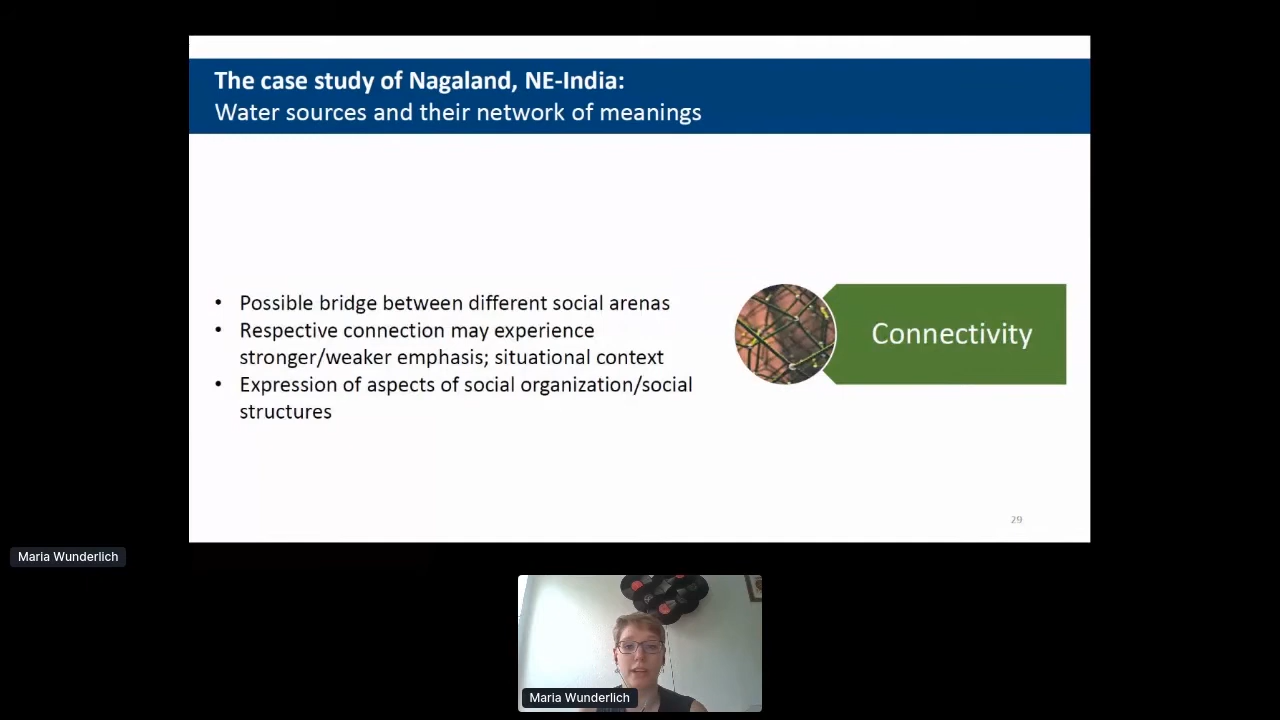 The case study of Nagaland, NE-India:
Water sources and their network of meanings
• Possible bridge between different social arenas
• Respective connection may experience
stronger/weaker emphasis; situational context
• Expression of aspects of social organization/social
structures
Connectivity
29
Maria Wunderlich
Maria Wunderlich